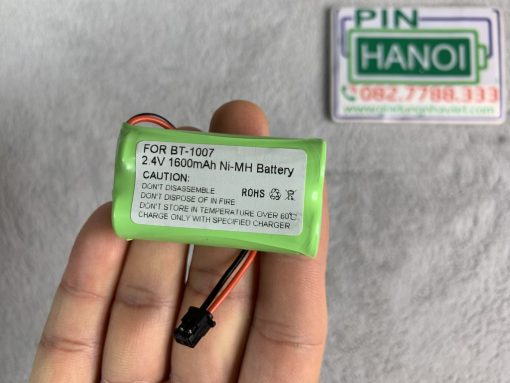 PIN
HANOI
082.7788.333
FOR BT-1007
2.4V 1600mAh Ni-MH Battery
CAUTION:
DON'T DISASSEMBLE
DON'T DISPOSE OF IN FIRE
DON'T STORE IN TEMPERATURE OVER 60℃
CHARGE ONLY WITH SPECIFIED CHARGER
ROHS